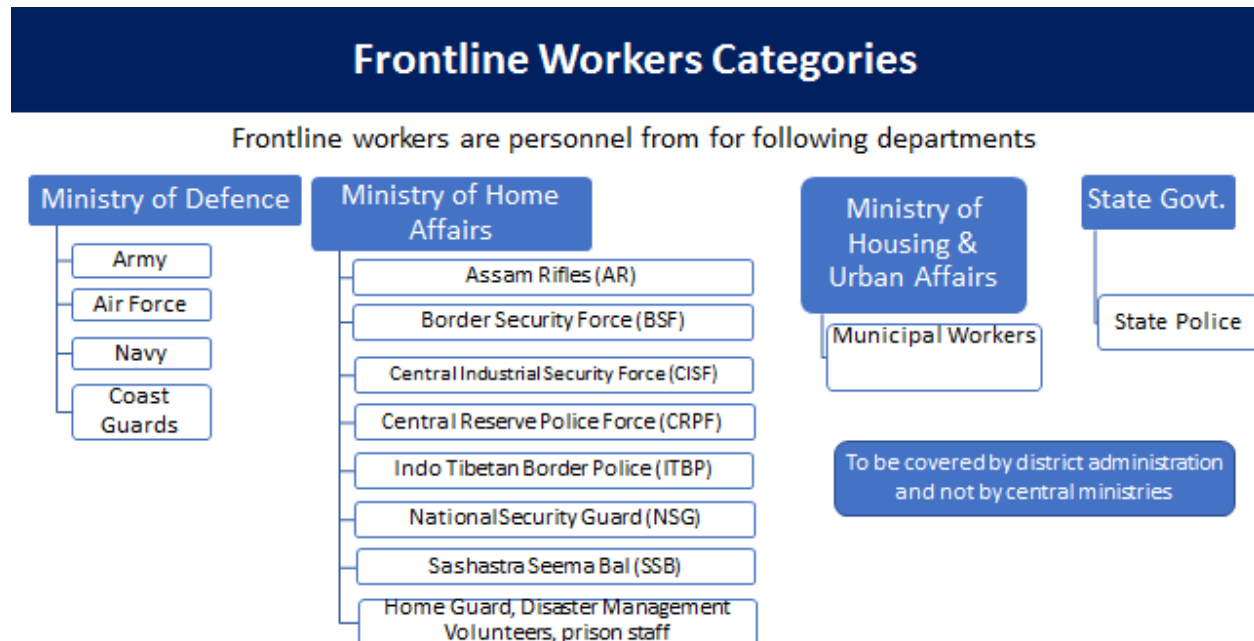 Frontline Workers Categories
Frontline workers are personnel from for following departments
Ministry of Defence
Army
Air Force
Navy
Coast
Guards
Ministry of Home
Affairs
Assam Rifles (AR)
Border Security Force (BSF)
Central Industrial Security Force (CISF)
Central Reserve Police Force (CRPF)
Indo Tibetan Border Police (ITBP)
National Security Guard (NSG)
Sashastra Seema Bal (SSB)
Home Guard, Disaster Management
Volunteers, prison staff
Ministry of
Housing &
Urban Affairs
Municipal Workers
State Govt.
State Police
To be covered by district administration
and not by central ministries